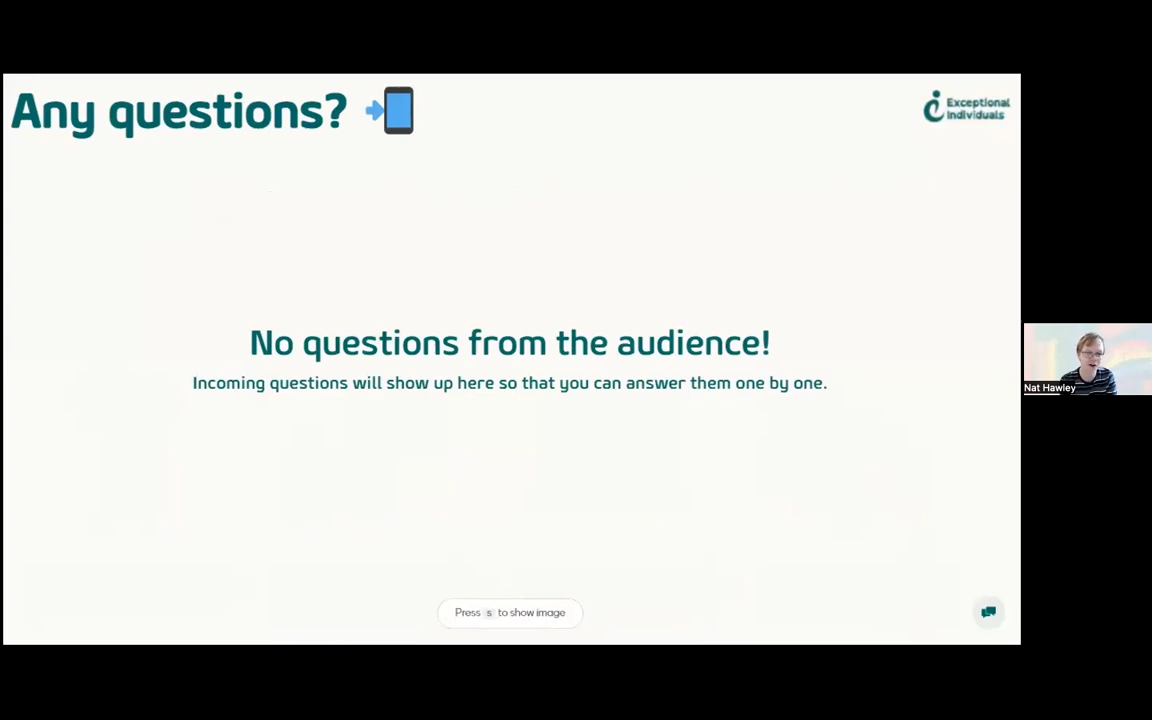 Any questions?
Exceptional
Individuals
No questions from the audience!
Incoming questions will show up here so that you can answer them one by one.
Nat Hawley
Press s to show image